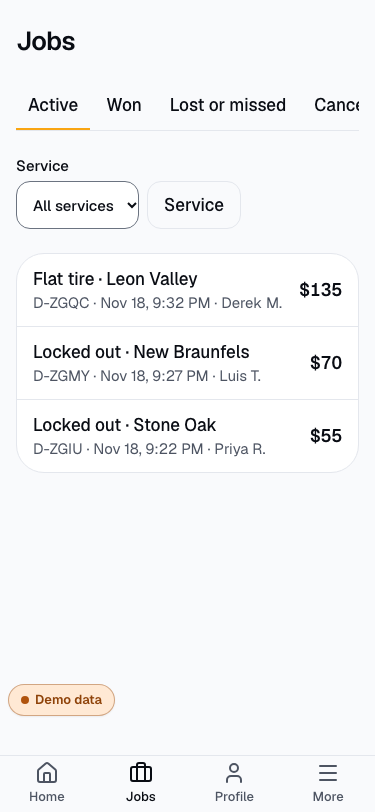 Jobs
Active Won Lost or missed Cance
Service
All services Service
Flat tire · Leon Valley
$135
D-ZGQC · Nov 18, 9:32 PM · Derek M.
Locked out · New Braunfels
$70
D-ZGMY · Nov 18, 9:27 PM · Luis T.
Locked out · Stone Oak
$55
D-ZGIU · Nov 18, 9:22 PM · Priya R.
Demo data
Home Jobs Profile More